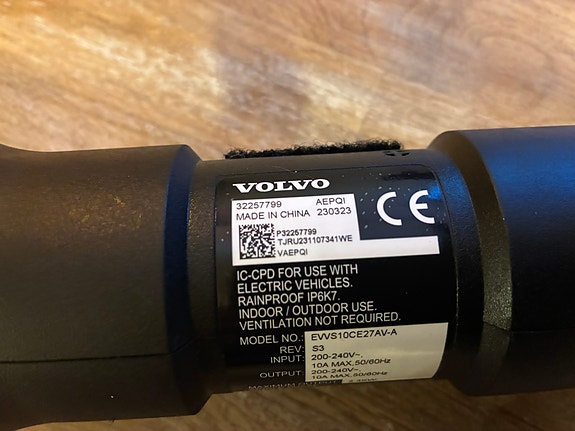 VOLVO
32257799 AEPQI
MADE IN CHINA 230323
CE
P32257799
TJRU231107341WE
VAEPQI
IC-CPD FOR USE WITH
ELECTRIC VEHICLES.
RAINPROOF IP6K7.
INDOOR / OUTDOOR USE.
VENTILATION NOT REQUIRED.
MODEL NO.: EVVS10CE27AV-A
REV: S3
INPUT: 200-240V~,
10A MAX,50/60Hz
OUTPUT: 200-240V~,
10A MAX,50/60Hz
MAXIMUM OUTPUT